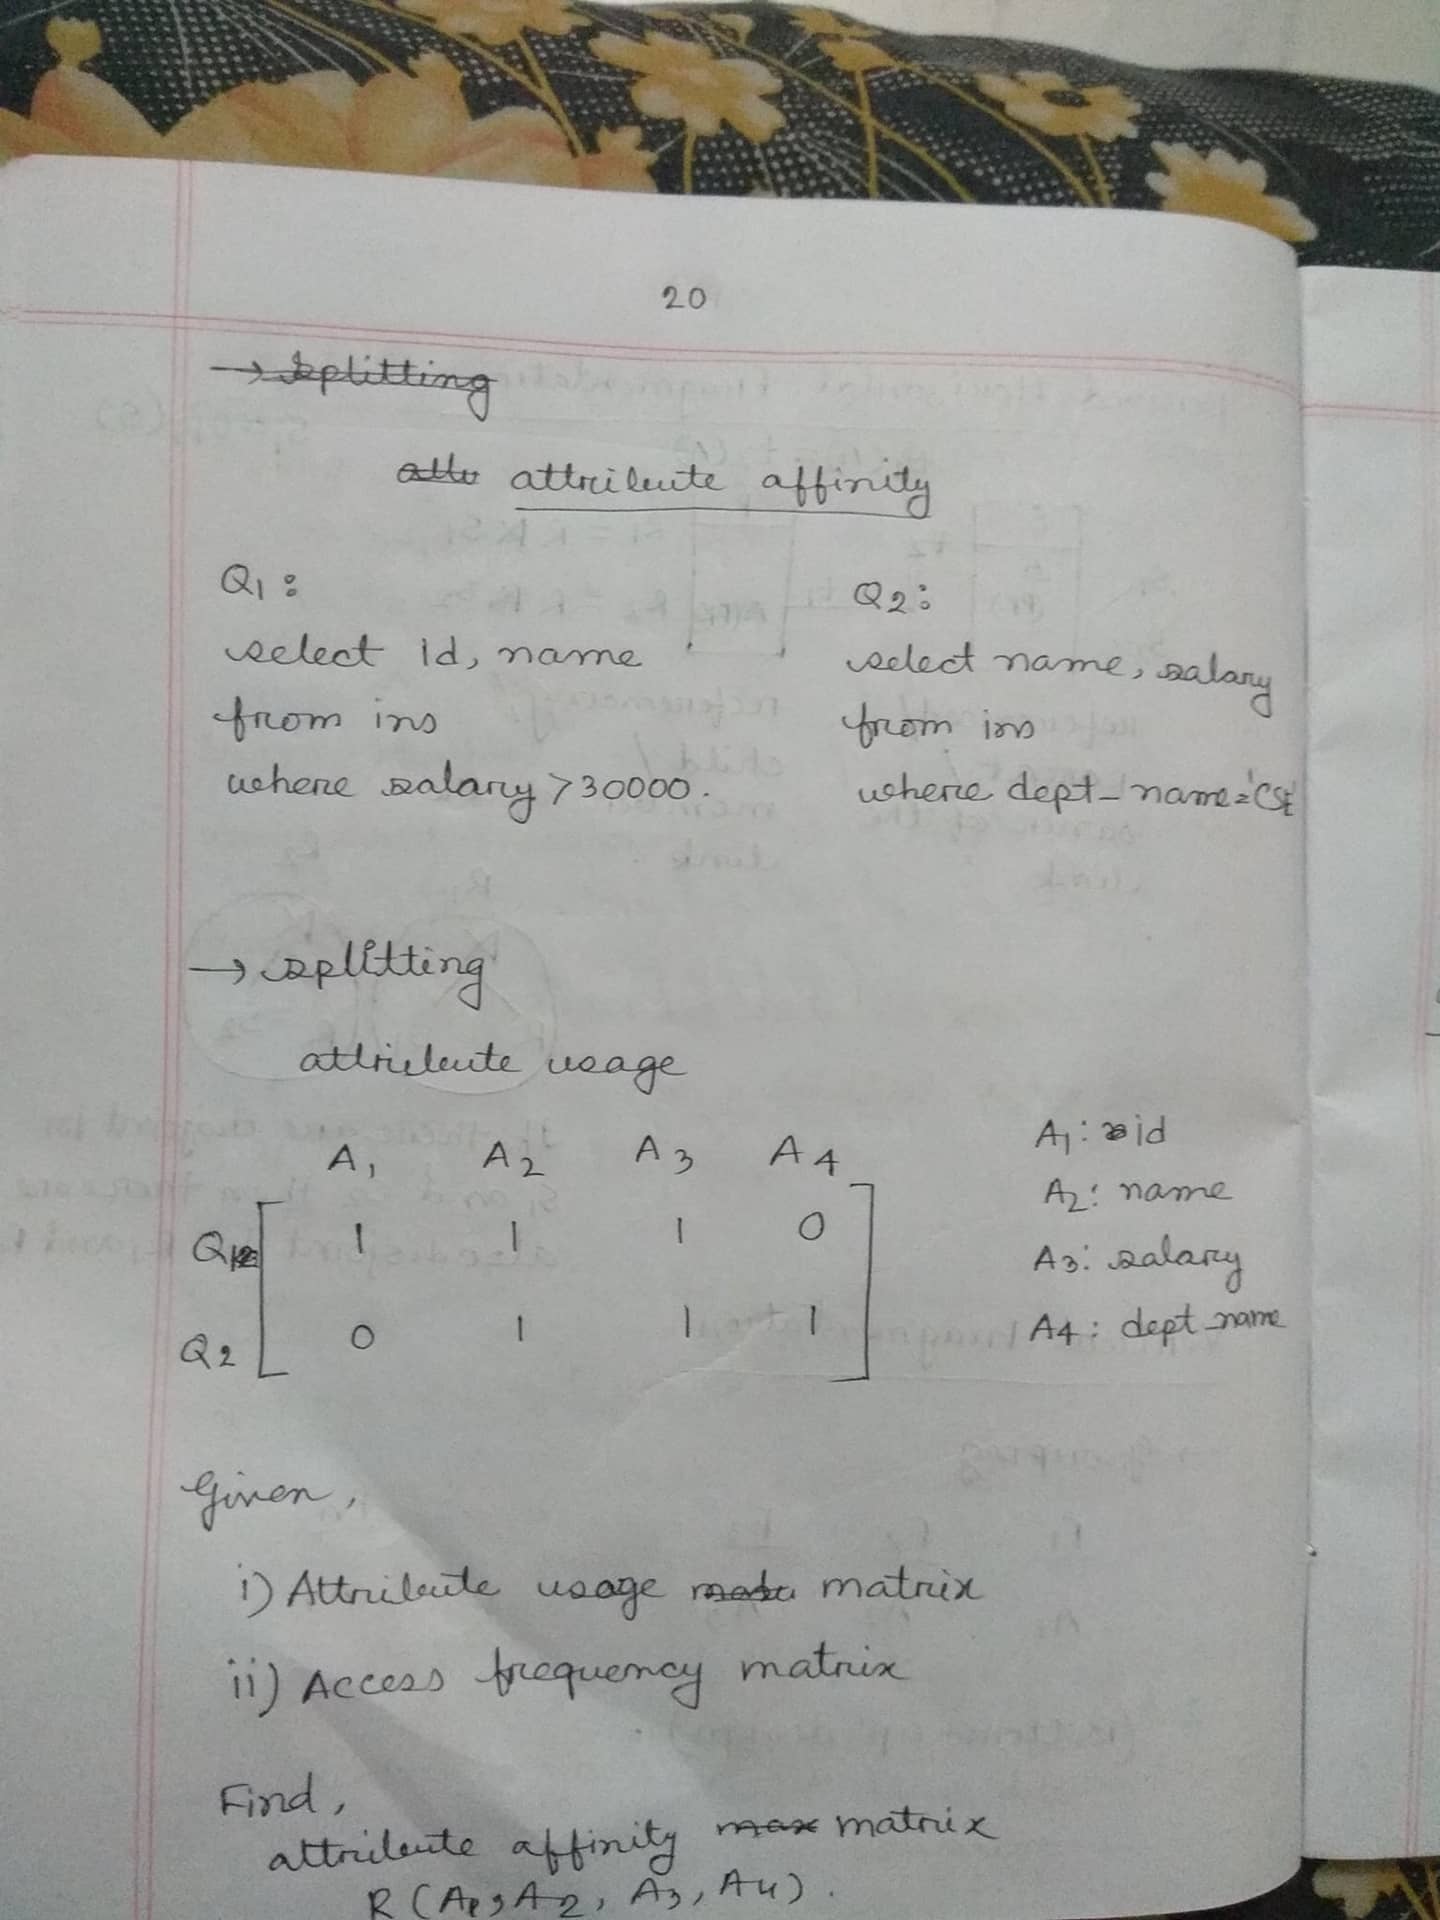 20
→ splitting
attribute affinity
Q1:
select id, name
from ins
where salary > 30000.
Q2:
select name, salary
from ins
where dept_name='CSE'
→ splitting
attribute usage
A1 A2 A3 A4
Q1 1 1 1 0
Q2 0 1 1 1
A1: id
A2: name
A3: salary
A4: dept_name
Given,
i) Attribute usage matrix
ii) Access frequency matrix
Find,
attribute affinity matrix
R (A1, A2, A3, A4).